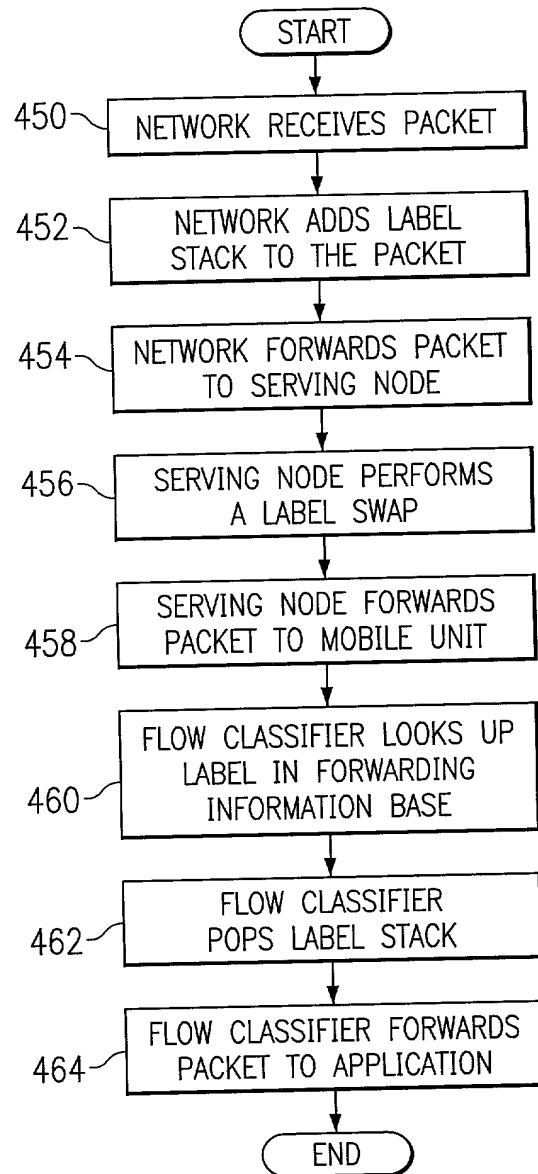 START
450
NETWORK RECEIVES PACKET
452
NETWORK ADDS LABEL
STACK TO THE PACKET
454
NETWORK FORWARDS PACKET
TO SERVING NODE
456
SERVING NODE PERFORMS
A LABEL SWAP
458
SERVING NODE FORWARDS
PACKET TO MOBILE UNIT
460
FLOW CLASSIFIER LOOKS UP
LABEL IN FORWARDING
INFORMATION BASE
462
FLOW CLASSIFIER
POPS LABEL STACK
464
FLOW CLASSIFIER FORWARDS
PACKET TO APPLICATION
END